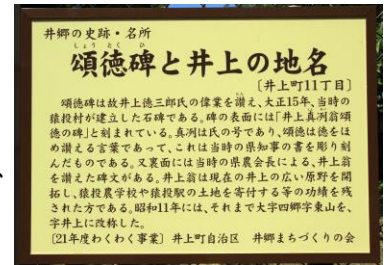 井郷の史跡・名所
しょう とく ひ
頌徳碑と井上の地名
〔井上町11丁目〕
頌徳碑は故井上徳三郎氏の偉業を讃え、大正15年、当時の
猿投村が建立した石碑である。碑の表面には「井上真冽翁頌
徳の碑」と刻まれている。真冽は氏の号であり、頌徳は徳をほ
め讃える言葉であって、これは当時の県知事の書を彫り刻
んだものである。又裏面には当時の県農会長による、井上翁
を讃えた碑文がある。井上翁は現在の井上の広い原野を開
拓し、猿投農学校や猿投駅の土地を寄付する等の功績を残
された方である。昭和11年には、それまで大字四郷字東山を、
字井上に改称した。
〔21年度わくわく事業〕 井上町自治区 井郷まちづくりの会